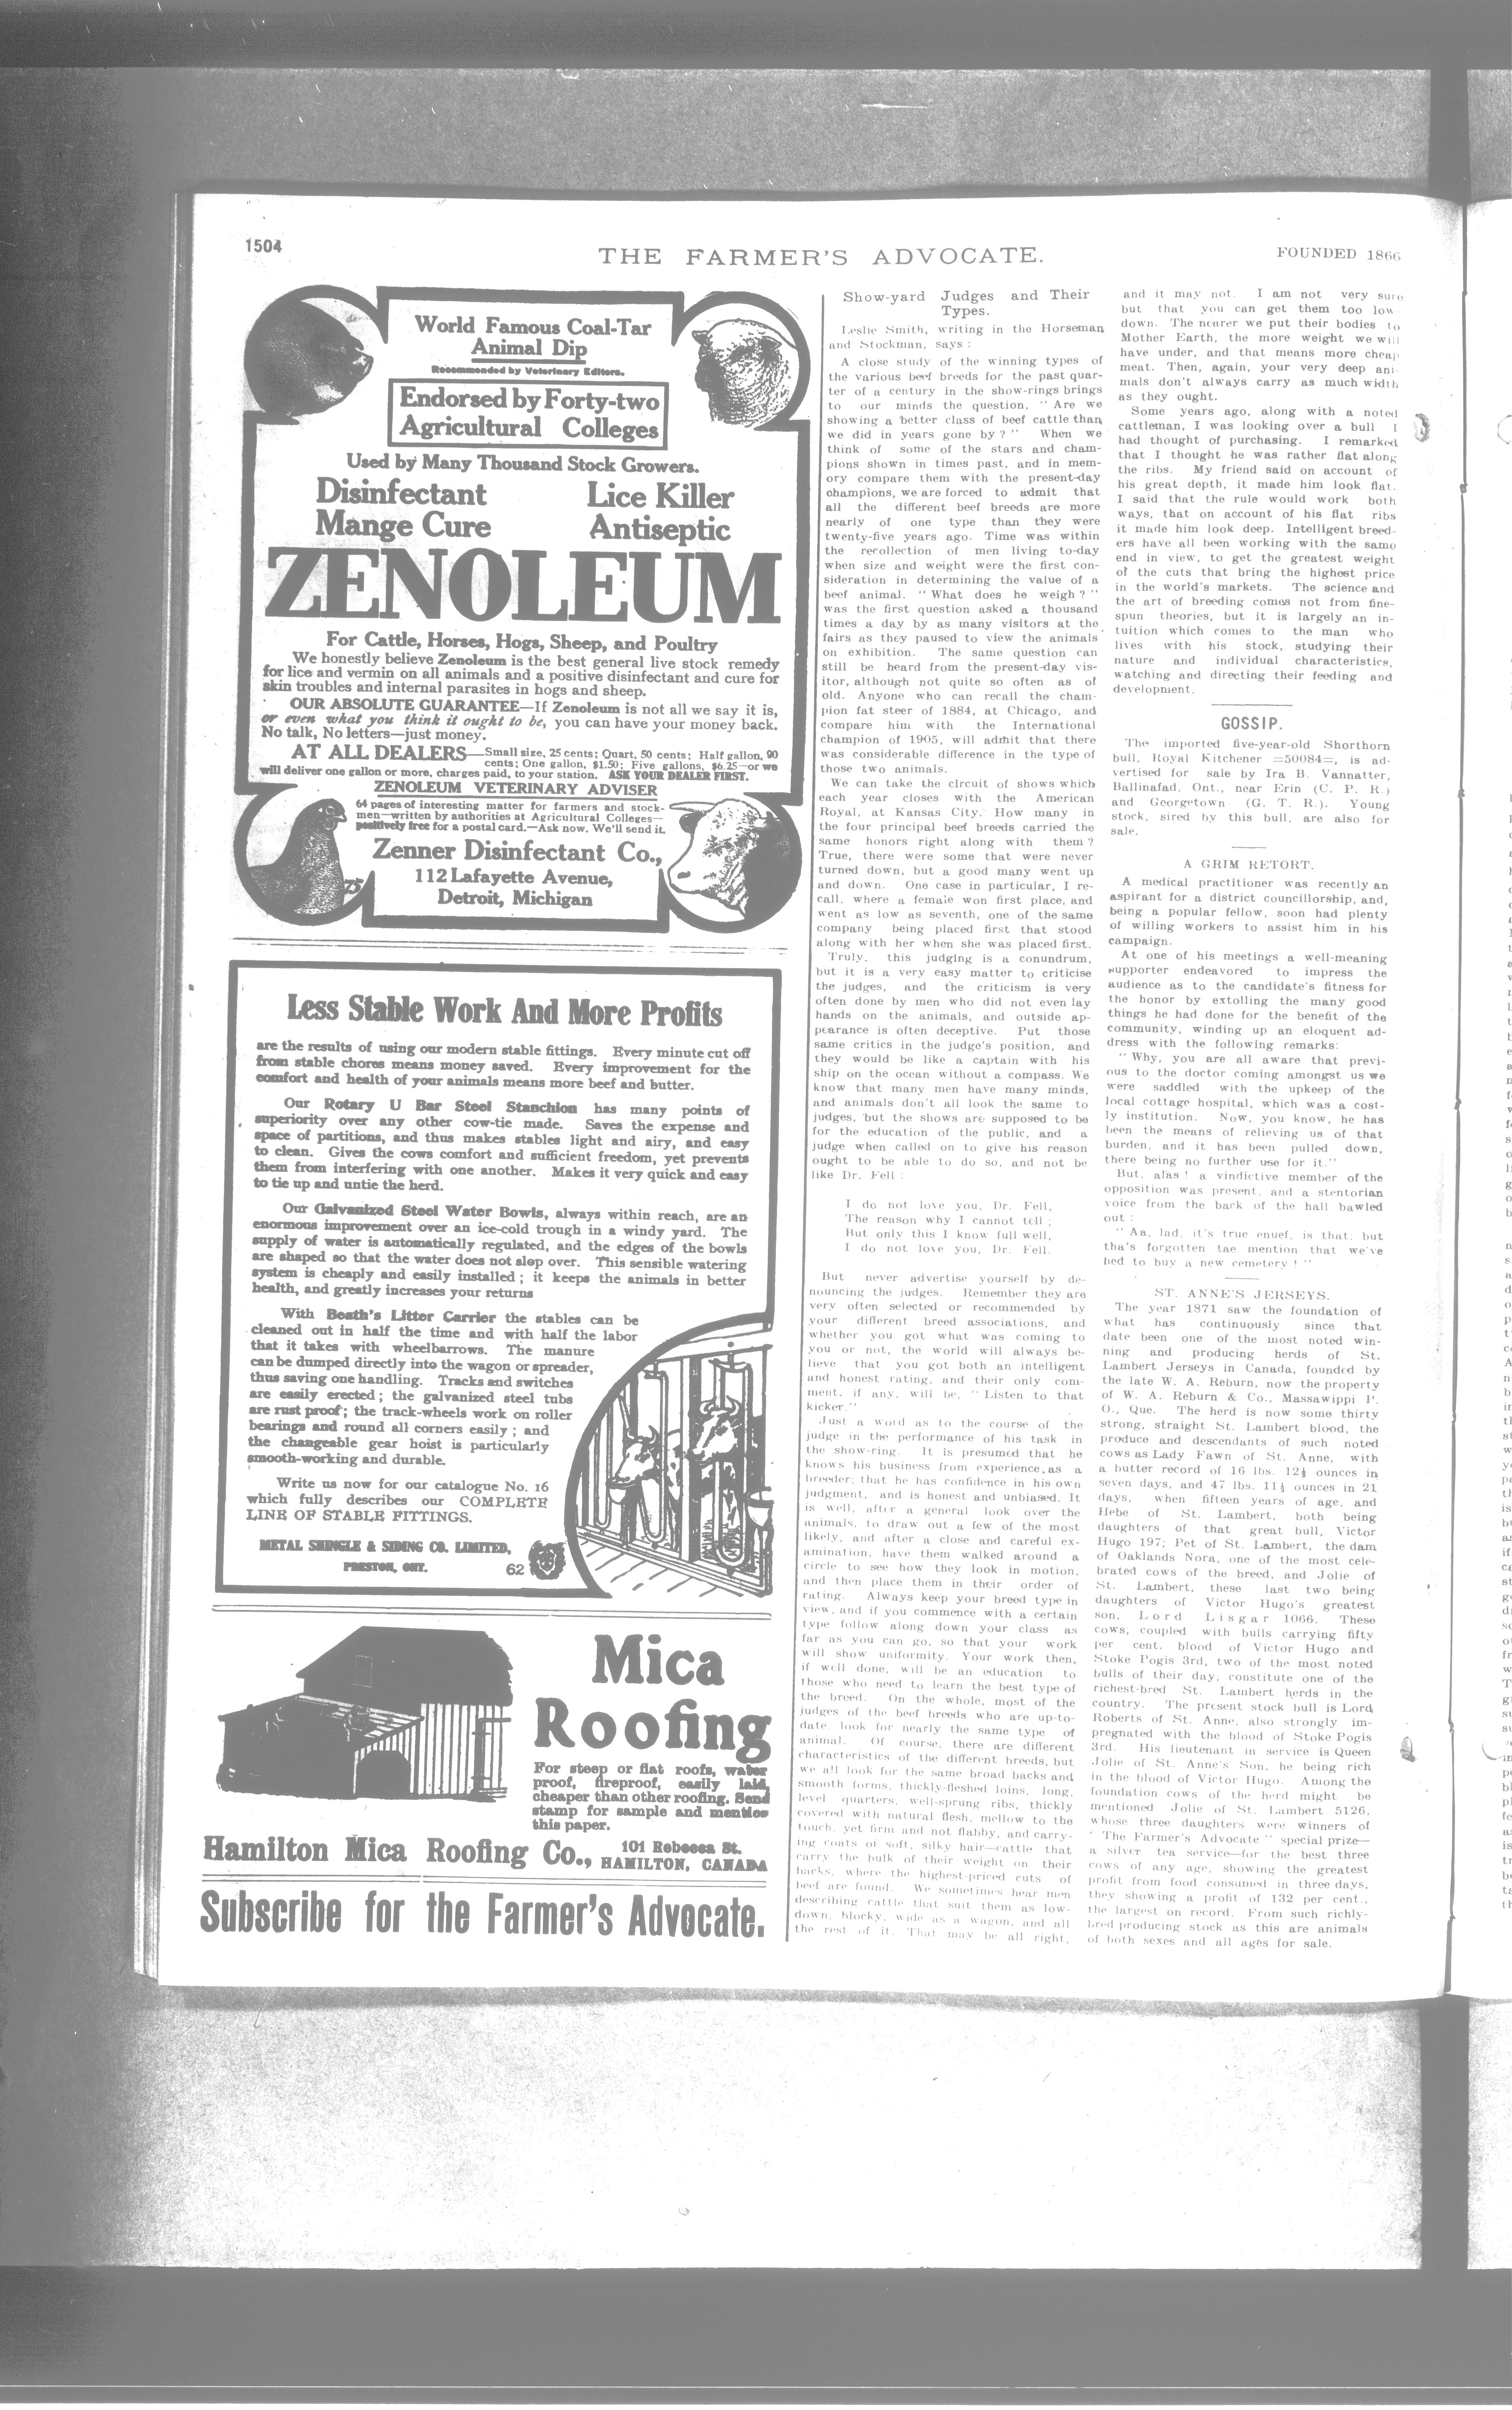 1504
THE FARMER'S ADVOCATE.
FOUNDED 1866
World Famous Coal-Tar
Animal Dip
Recommended by Veterinary Editors.
Endorsed by Forty-two
Agricultural Colleges
Used by Many Thousand Stock Growers.
Disinfectant Lice Killer
Mange Cure Antiseptic
ZENOLEUM
For Cattle, Horses, Hogs, Sheep, and Poultry
We honestly believe Zenoleum is the best general live stock remedy
for lice and vermin on all animals and a positive disinfectant and cure for
skin troubles and internal parasites in hogs and sheep.
OUR ABSOLUTE GUARANTEE—If Zenoleum is not all we say it is,
or even what you think it ought to be, you can have your money back.
No talk, No letters—just money.
AT ALL DEALERS—Small size, 25 cents; Quart, 50 cents; Half gallon, 90
cents; One gallon, $1.50; Five gallons, $6.25—or we
will deliver one gallon or more, charges paid, to your station. ASK YOUR DEALER FIRST.
ZENOLEUM VETERINARY ADVISER
64 pages of interesting matter for farmers and stock-
men—written by authorities at Agricultural Colleges—
positively free for a postal card.—Ask now. We'll send it.
Zenner Disinfectant Co.,
112 Lafayette Avenue,
Detroit, Michigan
75
Less Stable Work And More Profits
are the results of using our modern stable fittings. Every minute cut off
from stable chores means money saved. Every improvement for the
comfort and health of your animals means more beef and butter.
Our Rotary U Bar Steel Stanchion has many points of
superiority over any other cow-tie made. Saves the expense and
space of partitions, and thus makes stables light and airy, and easy
to clean. Gives the cows comfort and sufficient freedom, yet prevents
them from interfering with one another. Makes it very quick and easy
to tie up and untie the herd.
Our Galvanized Steel Water Bowls, always within reach, are an
enormous improvement over an ice-cold trough in a windy yard. The
supply of water is automatically regulated, and the edges of the bowls
are shaped so that the water does not slop over. This sensible watering
system is cheaply and easily installed; it keeps the animals in better
health, and greatly increases your returns
With Beath's Litter Carrier the stables can be
cleaned out in half the time and with half the labor
that it takes with wheelbarrows. The manure
can be dumped directly into the wagon or spreader,
thus saving one handling. Tracks and switches
are easily erected; the galvanized steel tubs
are rust proof; the track-wheels work on roller
bearings and round all corners easily; and
the changeable gear hoist is particularly
smooth-working and durable.
Write us now for our catalogue No. 16
which fully describes our COMPLETE
LINE OF STABLE FITTINGS.
METAL SHINGLE & SIDING CO. LIMITED,
PRESTON, ONT.
62
Mica
Roofing
For steep or flat roofs, water
proof, fireproof, easily laid,
cheaper than other roofing. Send
stamp for sample and mention
this paper.
Hamilton Mica Roofing Co., 101 Rebecca St.
HAMILTON, CANADA
Subscribe for the Farmer's Advocate.
Show-yard Judges and Their
Types.
Leslie Smith, writing in the Horseman
and Stockman, says:
A close study of the winning types of
the various beef breeds for the past quar-
ter of a century in the show-rings brings
to our minds the question, "Are we
showing a better class of beef cattle than
we did in years gone by?" When we
think of some of the stars and cham-
pions shown in times past, and in mem-
ory compare them with the present-day
champions, we are forced to admit that
all the different beef breeds are more
nearly of one type than they were
twenty-five years ago. Time was within
the recollection of men living to-day
when size and weight were the first con-
sideration in determining the value of a
beef animal. "What does he weigh?"
was the first question asked a thousand
times a day by as many visitors at the
fairs as they paused to view the animals
on exhibition. The same question can
still be heard from the present-day vis-
itor, although not quite so often as of
old. Anyone who can recall the cham-
pion fat steer of 1884, at Chicago, and
compare him with the International
champion of 1905, will admit that there
was considerable difference in the type of
those two animals.
We can take the circuit of shows which
each year closes with the American
Royal, at Kansas City. How many in
the four principal beef breeds carried the
same honors right along with them?
True, there were some that were never
turned down, but a good many went up
and down. One case in particular, I re-
call, where a female won first place, and
went as low as seventh, one of the same
company being placed first that stood
along with her when she was placed first.
Truly, this judging is a conundrum,
but it is a very easy matter to criticise
the judges, and the criticism is very
often done by men who did not even lay
hands on the animals, and outside ap-
pearance is often deceptive. Put those
same critics in the judge's position, and
they would be like a captain with his
ship on the ocean without a compass. We
know that many men have many minds,
and animals don't all look the same to
judges, but the shows are supposed to be
for the education of the public, and a
judge when called on to give his reason
ought to be able to do so, and not be
like Dr. Fell:
I do not love you, Dr. Fell,
The reason why I cannot tell;
But only this I know full well,
I do not love you, Dr. Fell.
But never advertise yourself by de-
nouncing the judges. Remember they are
very often selected or recommended by
your different breed associations, and
whether you got what was coming to
you or not, the world will always be-
lieve that you got both an intelligent
and honest rating, and their only com-
ment, if any, will be, "Listen to that
kicker."
Just a word as to the course of the
judge in the performance of his task in
the show-ring. It is presumed that he
knows his business from experience, as a
breeder; that he has confidence in his own
judgment, and is honest and unbiased. It
is well, after a general look over the
animals, to draw out a few of the most
likely, and after a close and careful ex-
amination, have them walked around a
circle to see how they look in motion,
and then place them in their order of
rating. Always keep your breed type in
view, and if you commence with a certain
type follow along down your class as
far as you can go, so that your work
will show uniformity. Your work then,
if well done, will be an education to
those who need to learn the best type of
the breed. On the whole, most of the
judges of the beef breeds who are up-to-
date, look for nearly the same type of
animal. Of course, there are different
characteristics of the different breeds, but
we all look for the same broad backs and
smooth forms, thickly-fleshed loins, long,
level quarters, well-sprung ribs, thickly
covered with natural flesh, mellow to the
touch, yet firm and not flabby, and carry-
ing coats of soft, silky hair—cattle that
carry the bulk of their weight on their
backs, where the highest-priced cuts of
beef are found. We sometimes hear men
describing cattle that suit them as low-
down, blocky, wide as a wagon, and all
the rest of it. That may be all right,
and it may not. I am not very sure
but that you can get them too low
down. The nearer we put their bodies to
Mother Earth, the more weight we will
have under, and that means more cheap
meat. Then, again, your very deep ani-
mals don't always carry as much width
as they ought.
Some years ago, along with a noted
cattleman, I was looking over a bull I
had thought of purchasing. I remarked
that I thought he was rather flat along
the ribs. My friend said on account of
his great depth, it made him look flat.
I said that the rule would work both
ways, that on account of his flat ribs
it made him look deep. Intelligent breed-
ers have all been working with the same
end in view, to get the greatest weight
of the cuts that bring the highest price
in the world's markets. The science and
the art of breeding comes not from fine-
spun theories, but it is largely an in-
tuition which comes to the man who
lives with his stock, studying their
nature and individual characteristics,
watching and directing their feeding and
development.
GOSSIP.
The imported five-year-old Shorthorn
bull, Royal Kitchener =50084=, is ad-
vertised for sale by Ira B. Vannatter,
Ballinafad, Ont., near Erin (C. P. R.)
and Georgetown (G. T. R.). Young
stock, sired by this bull, are also for
sale.
A GRIM RETORT.
A medical practitioner was recently an
aspirant for a district councillorship, and,
being a popular fellow, soon had plenty
of willing workers to assist him in his
campaign.
At one of his meetings a well-meaning
supporter endeavored to impress the
audience as to the candidate's fitness for
the honor by extolling the many good
things he had done for the benefit of the
community, winding up an eloquent ad-
dress with the following remarks:
"Why, you are all aware that previ-
ous to the doctor coming amongst us we
were saddled with the upkeep of the
local cottage hospital, which was a cost-
ly institution. Now, you know, he has
been the means of relieving us of that
burden, and it has been pulled down,
there being no further use for it."
But, alas! a vindictive member of the
opposition was present, and a stentorian
voice from the back of the hall bawled
out:
"Aa, lad, it's true enuef, is that; but
tha's forgotten tae mention that we've
hed to buy a new cemetery!"
ST. ANNE'S JERSEYS.
The year 1871 saw the foundation of
what has continuously since that
date been one of the most noted win-
ning and producing herds of St.
Lambert Jerseys in Canada, founded by
the late W. A. Reburn, now the property
of W. A. Reburn & Co., Massawippi P.
O., Que. The herd is now some thirty
strong, straight St. Lambert blood, the
produce and descendants of such noted
cows as Lady Fawn of St. Anne, with
a butter record of 16 lbs. 12½ ounces in
seven days, and 47 lbs. 11½ ounces in 21
days, when fifteen years of age, and
Hebe of St. Lambert, both being
daughters of that great bull, Victor
Hugo 197; Pet of St. Lambert, the dam
of Oaklands Nora, one of the most cele-
brated cows of the breed, and Jolie of
St. Lambert, these last two being
daughters of Victor Hugo's greatest
son, Lord Lisgar 1066. These
cows, coupled with bulls carrying fifty
per cent. blood of Victor Hugo and
Stoke Pogis 3rd, two of the most noted
bulls of their day, constitute one of the
richest-bred St. Lambert herds in the
country. The present stock bull is Lord
Roberts of St. Anne, also strongly im-
pregnated with the blood of Stoke Pogis
3rd. His lieutenant in service is Queen
Jolie of St. Anne's Son, he being rich
in the blood of Victor Hugo. Among the
foundation cows of the herd might be
mentioned Jolie of St. Lambert 5126,
whose three daughters were winners of
"The Farmer's Advocate" special prize—
a silver tea service—for the best three
cows of any age, showing the greatest
profit from food consumed in three days,
they showing a profit of 132 per cent.,
the largest on record. From such richly-
bred producing stock as this are animals
of both sexes and all ages for sale.